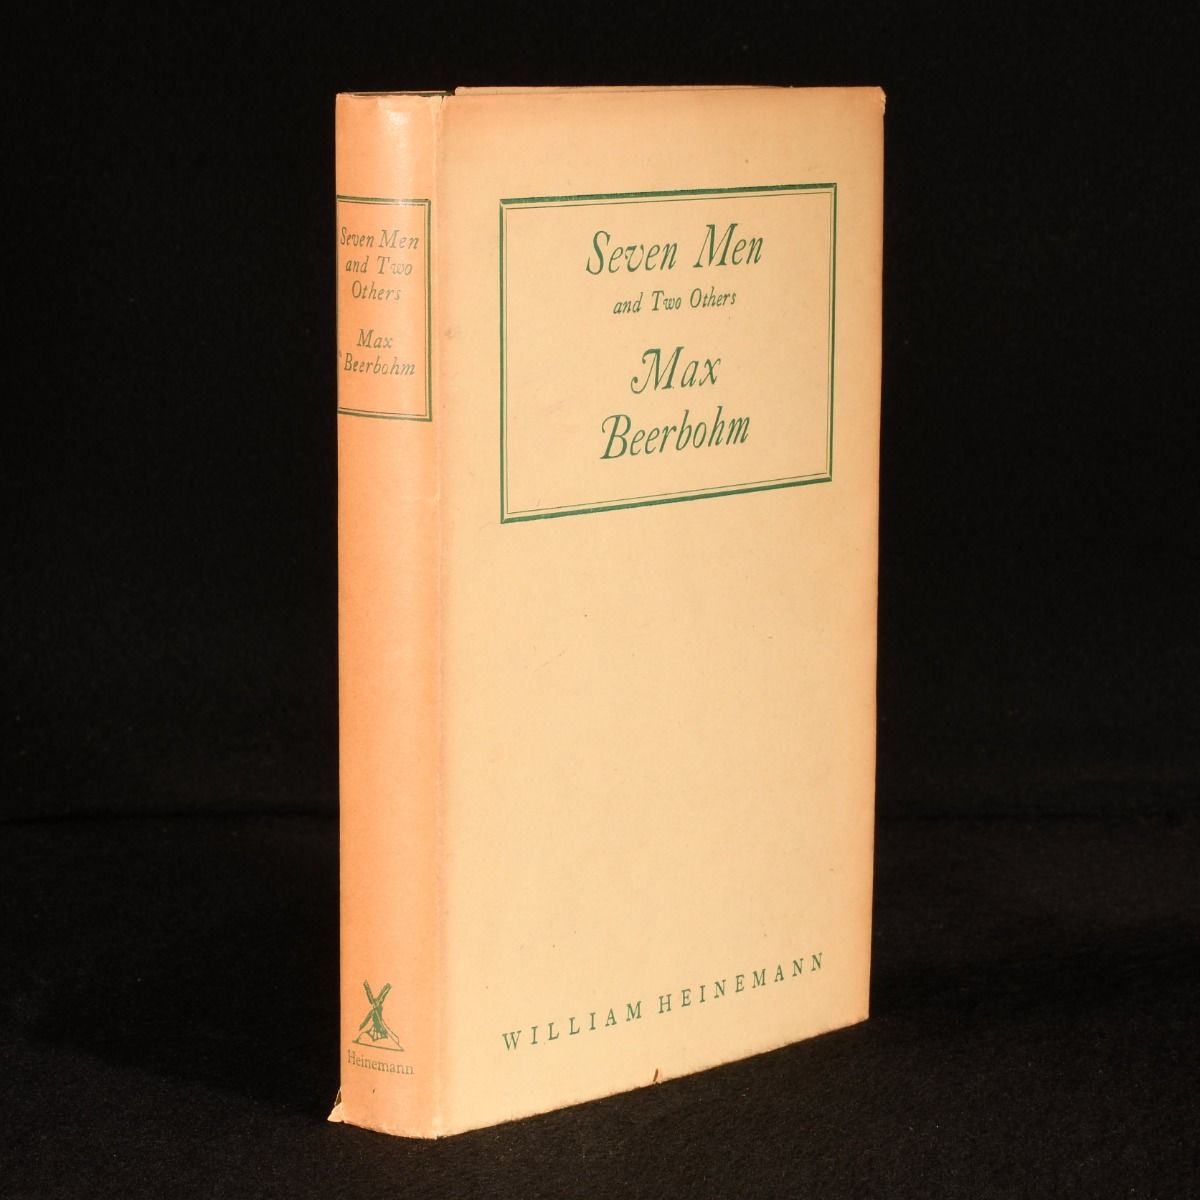 Seven Men
and Two
Others
Max
Beerbohm
Heinemann
Seven Men
and Two Others
Max
Beerbohm
WILLIAM HEINEMANN